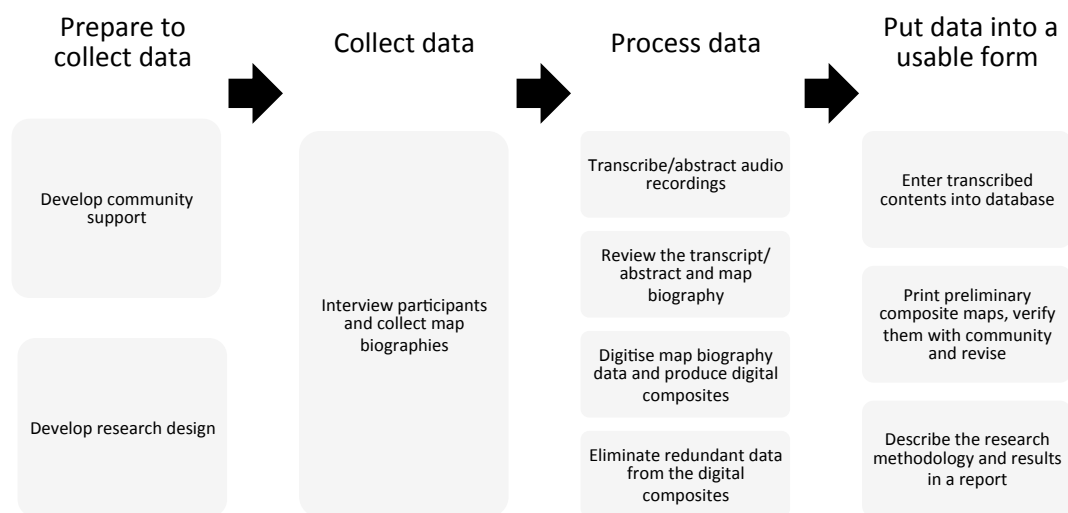 Prepare to
collect data
Develop community
support
Develop research design
Collect data
Interview participants
and collect map
biographies
Process data
Transcribe/abstract audio
recordings
Review the transcript/
abstract and map
biography
Digitise map biography
data and produce digital
composites
Eliminate redundant data
from the digital
composites
Put data into a
usable form
Enter transcribed
contents into database
Print preliminary
composite maps, verify
them with community
and revise
Describe the research
methodology and results
in a report